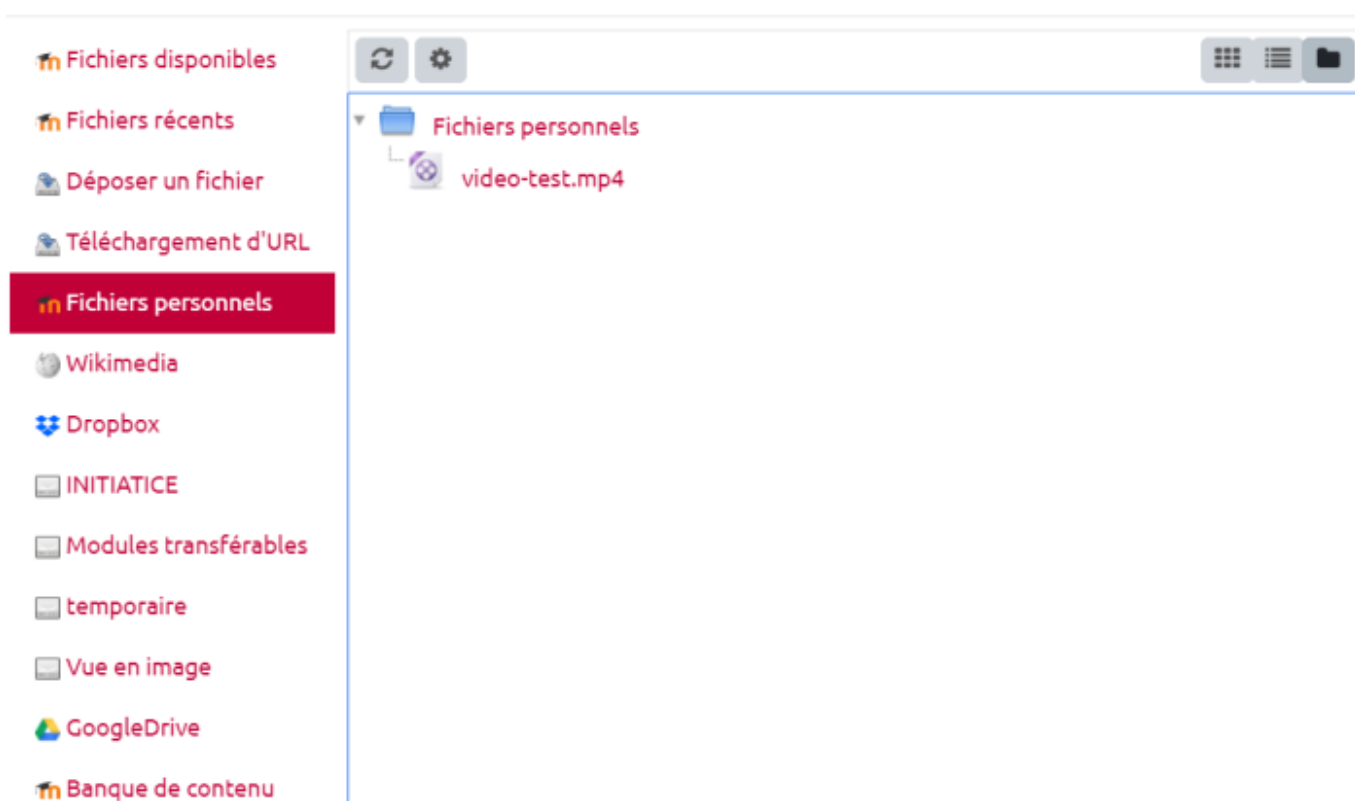 Fichiers disponibles
Fichiers récents
Déposer un fichier
Téléchargement d'URL
Fichiers personnels
Wikimedia
Dropbox
INITIATICE
Modules transférables
temporaire
Vue en image
GoogleDrive
Banque de contenu
Fichiers personnels
video-test.mp4